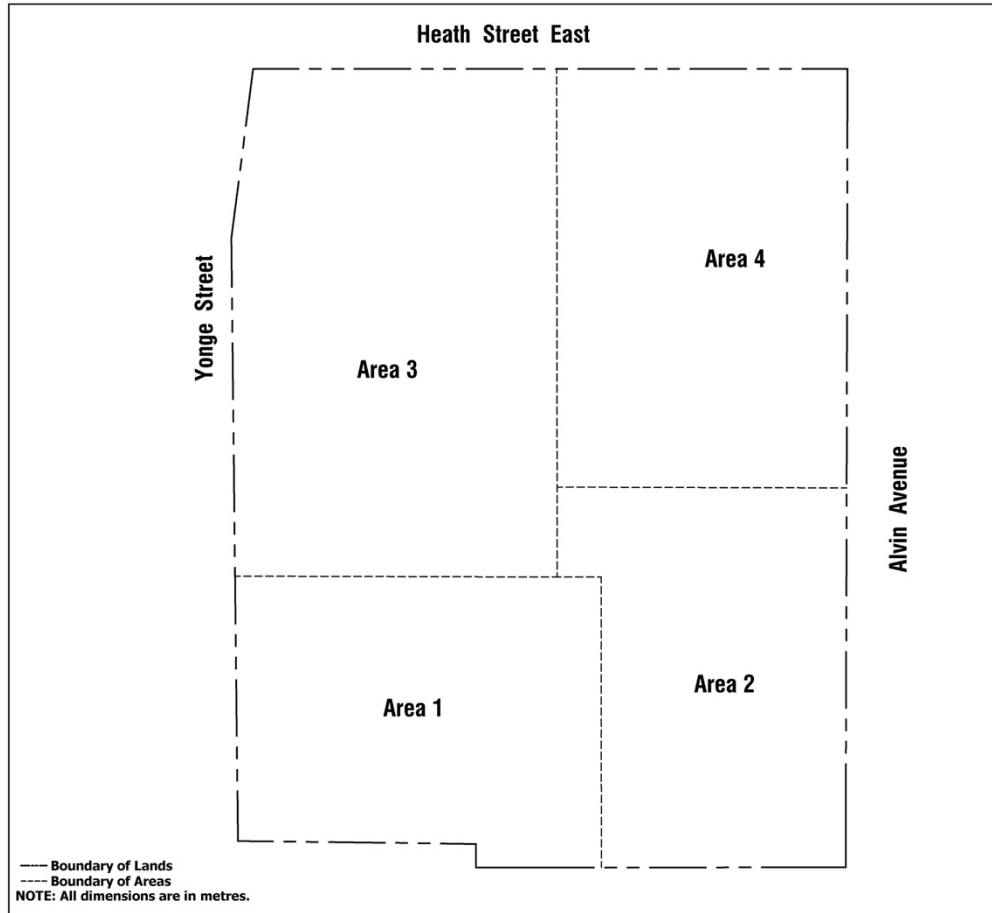 Heath Street East
Area 4
Yonge Street
Area 3
Alvin Avenue
Area 2
Area 1
Boundary of Lands
Boundary of Areas
NOTE: All dimensions are in metres.